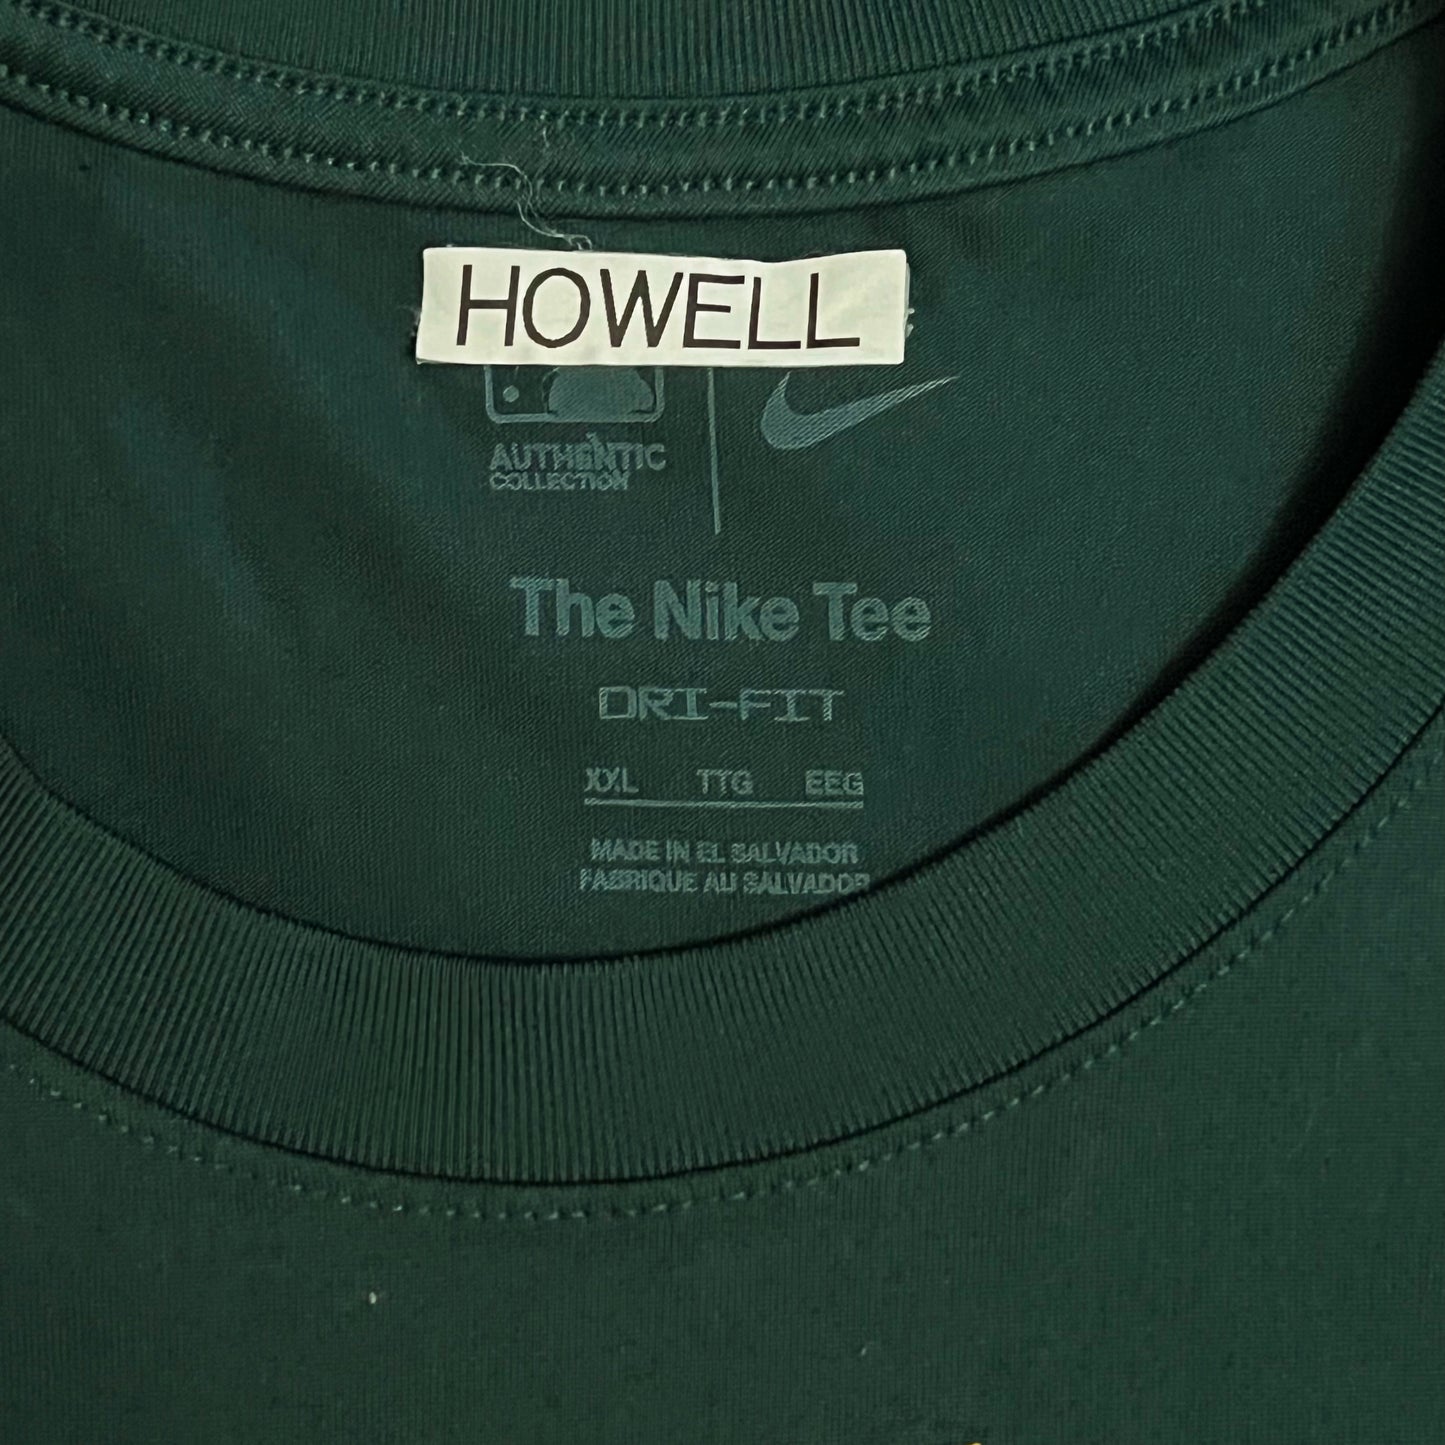 HOWELL
AUTHENTIC
COLLECTION
The Nike Tee
DRI-FIT
XXL TTG EEG
MADE IN EL SALVADOR
FABRIQUE AU SALVADOR